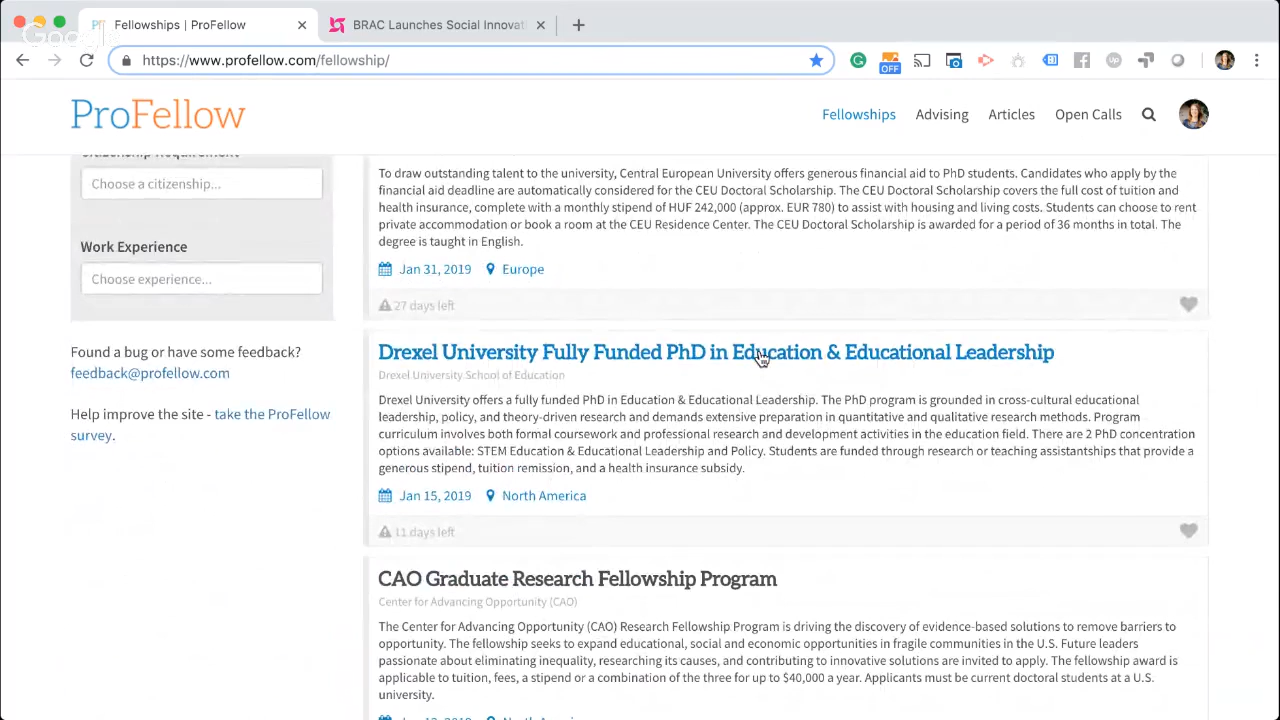 Fellowships | ProFellow
BRAC Launches Social Innovat
https://www.profellow.com/fellowship/
OFF
ProFellow
Fellowships
Advising
Articles
Open Calls
Citizenship Requirement
Choose a citizenship...
Work Experience
Choose experience...
Found a bug or have some feedback?
feedback@profellow.com
Help improve the site - take the ProFellow
survey.
To draw outstanding talent to the university, Central European University offers generous financial aid to PhD students. Candidates who apply by the
financial aid deadline are automatically considered for the CEU Doctoral Scholarship. The CEU Doctoral Scholarship covers the full cost of tuition and
health insurance, complete with a monthly stipend of HUF 242,000 (approx. EUR 780) to assist with housing and living costs. Students can choose to rent
private accommodation or book a room at the CEU Residence Center. The CEU Doctoral Scholarship is awarded for a period of 36 months in total. The
degree is taught in English.
Jan 31, 2019 Europe
27 days left
Drexel University Fully Funded PhD in Education & Educational Leadership
Drexel University School of Education
Drexel University offers a fully funded PhD in Education & Educational Leadership. The PhD program is grounded in cross-cultural educational
leadership, policy, and theory-driven research and demands extensive preparation in quantitative and qualitative research methods. Program
curriculum involves both formal coursework and professional research and development activities in the education field. There are 2 PhD concentration
options available: STEM Education & Educational Leadership and Policy. Students are funded through research or teaching assistantships that provide a
generous stipend, tuition remission, and a health insurance subsidy.
Jan 15, 2019 North America
11 days left
CAO Graduate Research Fellowship Program
Center for Advancing Opportunity (CAO)
The Center for Advancing Opportunity (CAO) Research Fellowship Program is driving the discovery of evidence-based solutions to remove barriers to
opportunity. The fellowship seeks to expand educational, social and economic opportunities in fragile communities in the U.S. Future leaders
passionate about eliminating inequality, researching its causes, and contributing to innovative solutions are invited to apply. The fellowship award is
applicable to tuition, fees, a stipend or a combination of the three for up to $40,000 a year. Applicants must be current doctoral students at a U.S.
university.